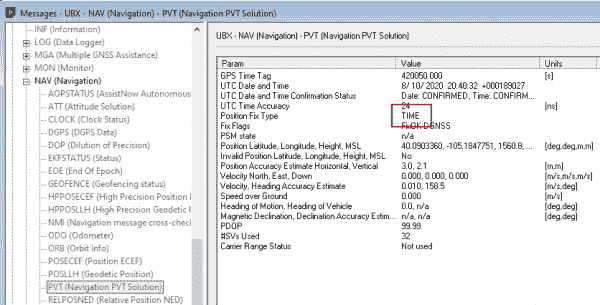 Messages - UBX - NAV (Navigation) - PVT (Navigation PVT Solution)
INF (Information)
LOG (Data Logger)
MGA (Multiple GNSS Assistance)
MON (Monitor)
NAV (Navigation)
AOPSTATUS (AssistNow Autonomous
ATT (Attitude Solution)
CLOCK (Clock Status)
DGPS (DGPS Data)
DOP (Dilution of Precision)
EKFSTATUS (EKF Status)
EOE (End of Epoch)
GEOFENCE (Geofencing status)
HPPOSECEF (High Precision Position
HPPOSLLH (High Precision Geodetic P
NMI (Navigation message cross-check
ODO (Odometer)
ORB (Orbit Info)
POSECEF (Position ECEF)
POSLLH (Geodetic Position)
PVT (Navigation PVT Solution)
RELPOSNED (Relative Position NED)
UBX - NAV (Navigation) - PVT (Navigation PVT Solution)
Param Value Units
GPS Time Tag 420050.000 [s]
UTC Date and Time 8/ 10/ 2020 20:40:32 +000189027
UTC Date and Time Confirmation Status Date: CONFIRMED, Time: CONFIRM...
UTC Time Accuracy 24 [ns]
Position Fix Type TIME
Fix Flags FixOK DGNSS
PSM state n/a
Position Latitude, Longitude, Height, MSL 40.0903360, -105.1847751, 1560.8, ... [deg,deg,m,m]
Invalid Position Latitude, Longitude, Height, MSL No
Position Accuracy Estimate Horizontal, Vertical 3.0, 2.1 [m,m]
Velocity North, East, Down 0.000, 0.000, 0.000 [m/s,m/s,m/s]
Velocity, Heading Accuracy Estimate 0.010, 158.5 [m/s,deg]
Speed over Ground 0.000 [m/s]
Heading of Motion, Heading of Vehicle 0.0, n/a [deg,deg]
Magnetic Declination, Declination Accuracy Estim... n/a, n/a [deg,deg]
PDOP 99.99
#SVs Used 32
Carrier Range Status Not used